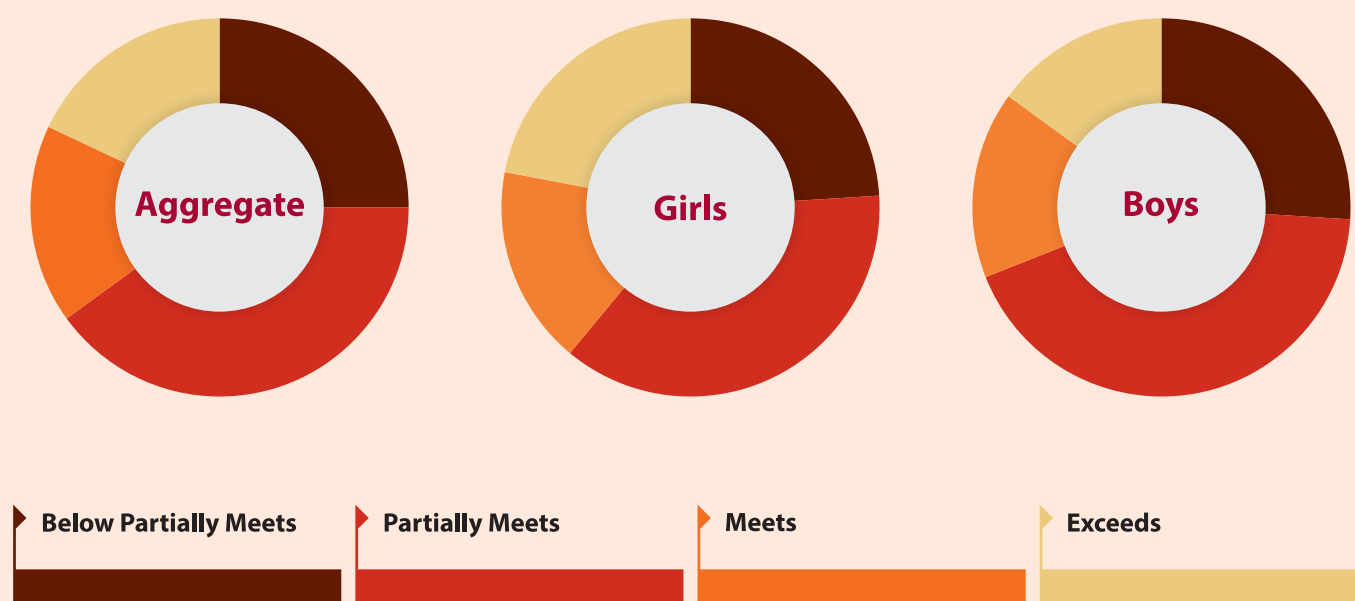 Aggregate
Girls
Boys
Below Partially Meets
Partially Meets
Meets
Exceeds